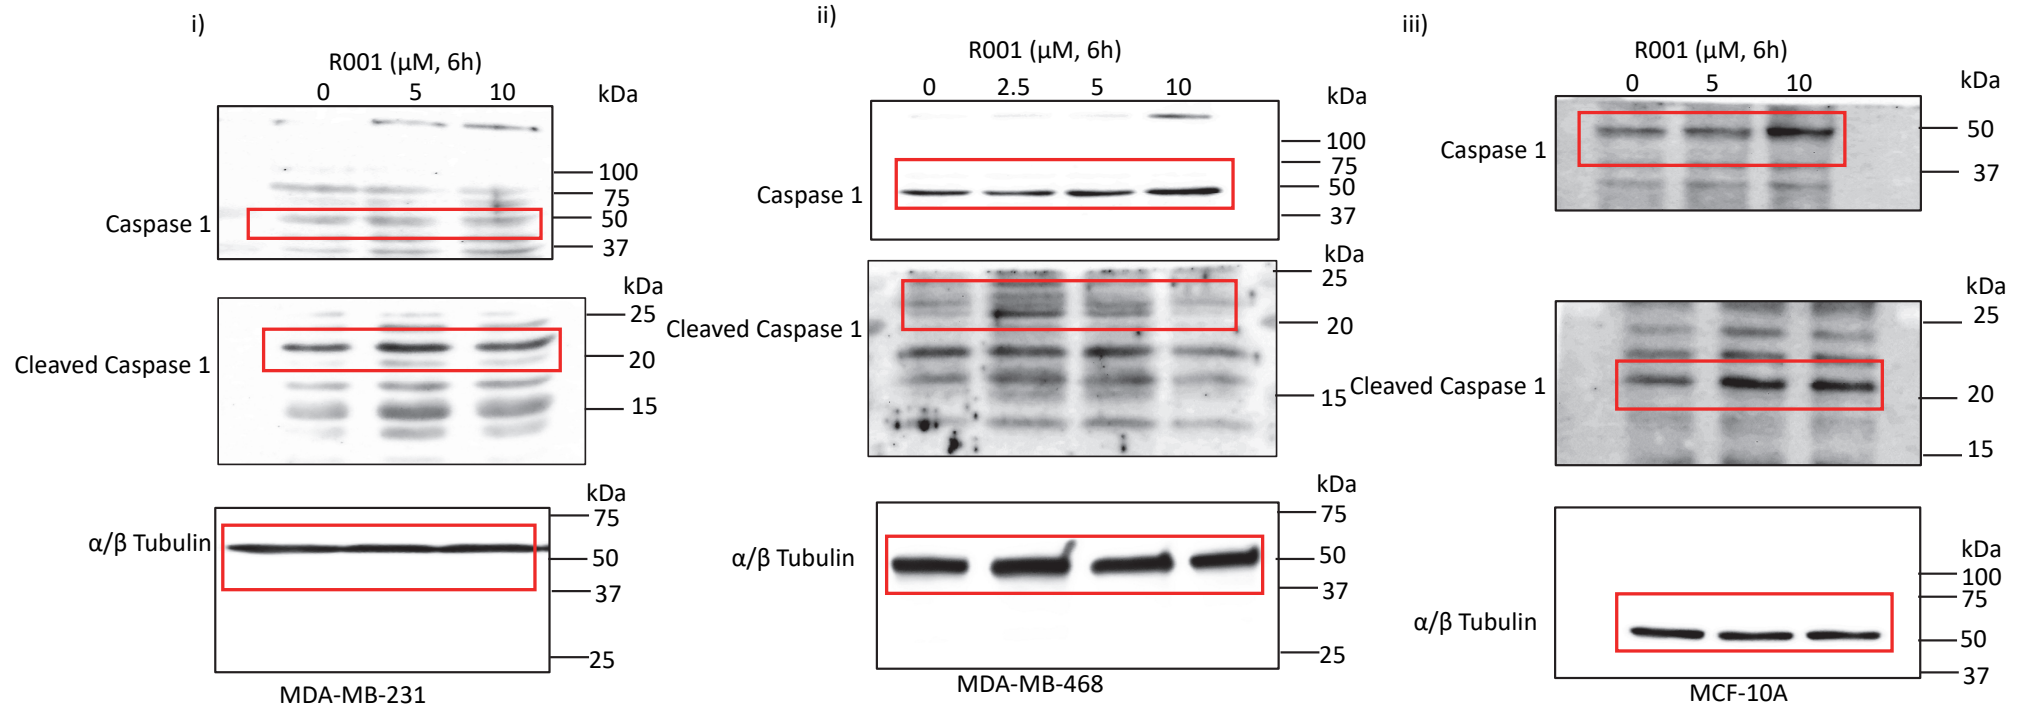 i)
R001 (μM, 6h)
0 5 10
kDa
100
75
50
37
Caspase 1
kDa
25
20
15
Cleaved Caspase 1
kDa
75
50
37
25
α/β Tubulin
MDA-MB-231
ii)
R001 (μM, 6h)
0 2.5 5 10
kDa
100
75
50
37
Caspase 1
kDa
25
20
15
Cleaved Caspase 1
kDa
75
50
37
25
α/β Tubulin
MDA-MB-468
iii)
R001 (μM, 6h)
0 5 10
kDa
50
37
Caspase 1
kDa
25
20
15
Cleaved Caspase 1
kDa
100
75
50
37
α/β Tubulin
MCF-10A